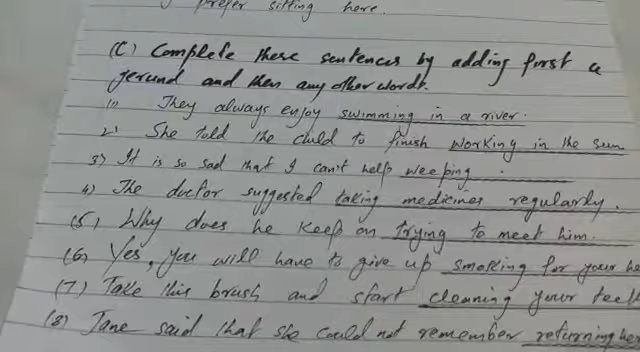 prefer sitting here.
(C) Complete these sentences by adding first a
gerund and then any other words.
1) They always enjoy swimming in a river.
2) She told the child to finish working in the sun
3) It is so sad that I can't help weeping.
4) The doctor suggested taking medicines regularly.
(5) Why does he keep on trying to meet him.
(6) Yes, you will have to give up smoking for your he
(7) Take this brush and start cleaning your teet
(8) Jane said that she could not remember returning her